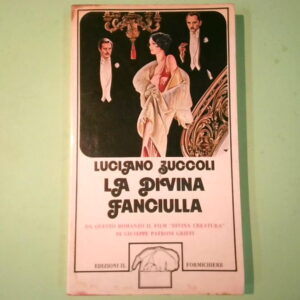 LUCIANO ZUCCOLI
LA DIVINA
FANCIULLA
DA QUESTO ROMANZO IL FILM "DIVINA CREATURA"
DI GIUSEPPE PATRONI GRIFFI
EDIZIONI IL FORMICHIERE